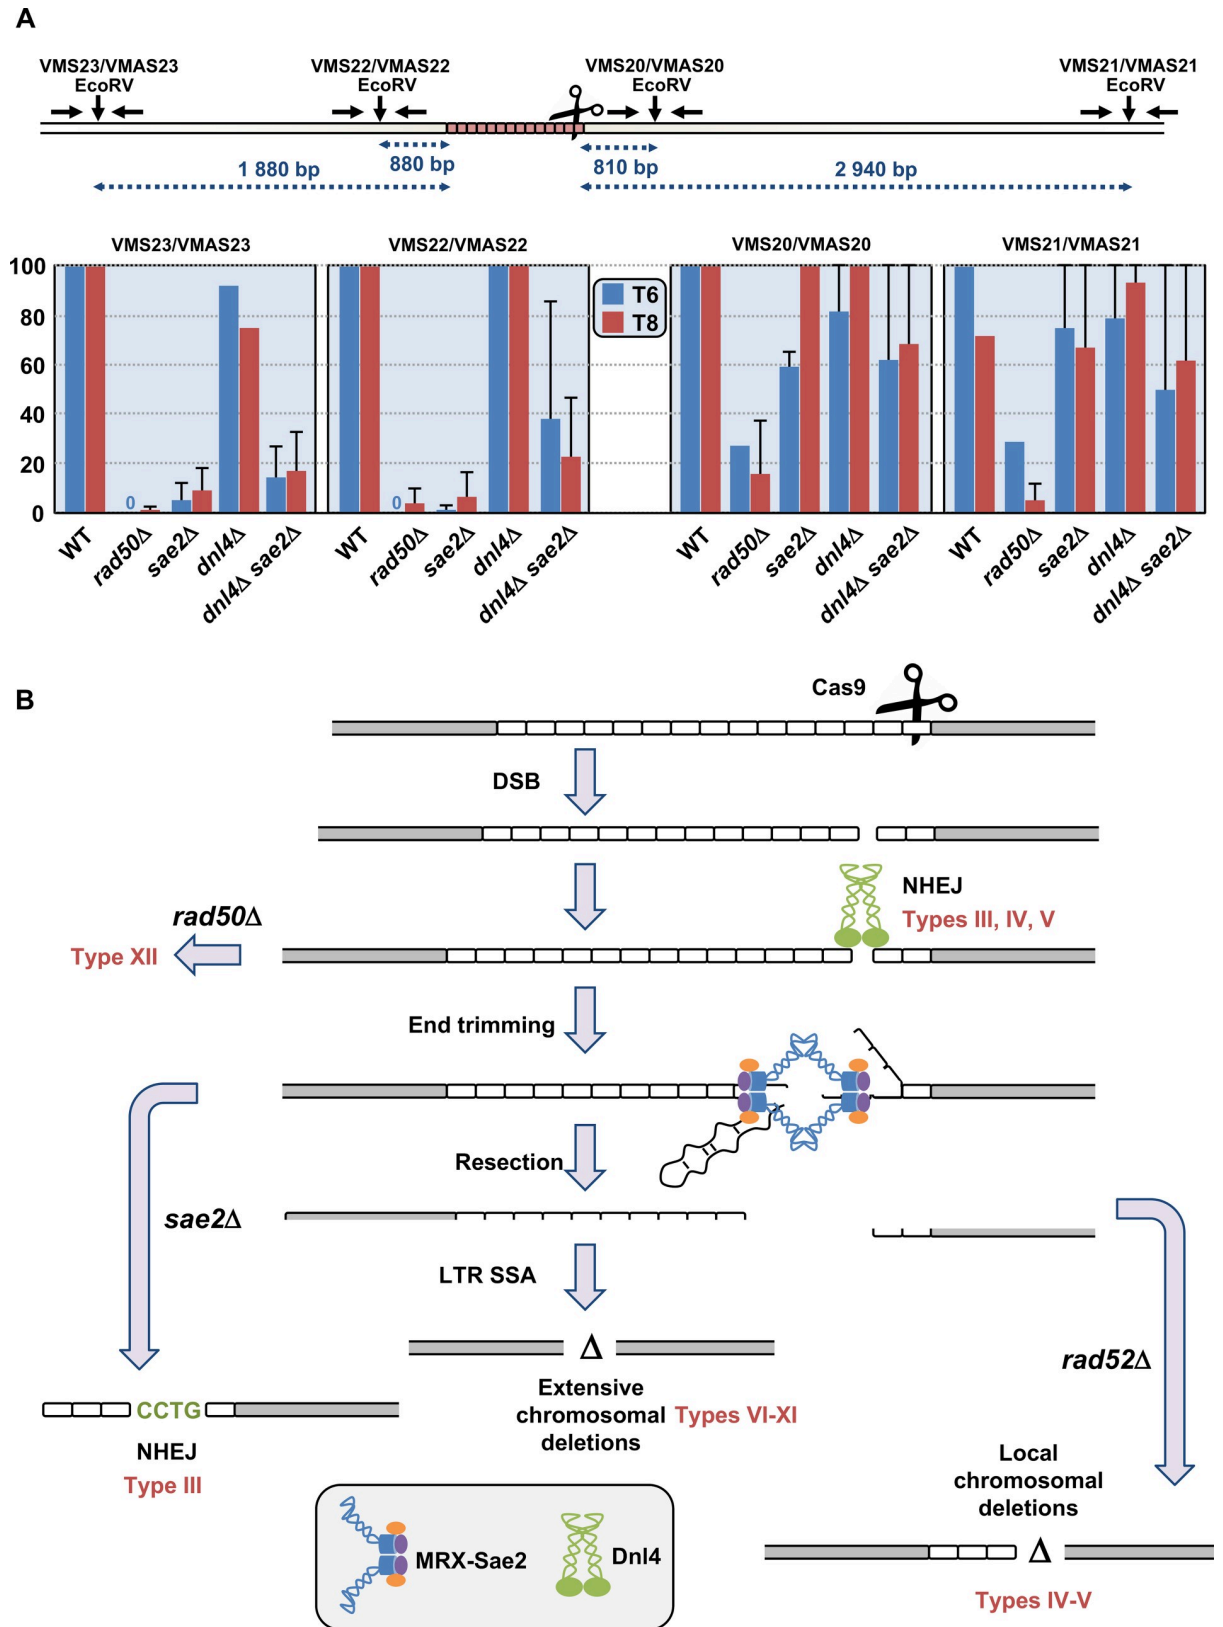 A
VMS23/VMAS23
EcoRV
VMS22/VMAS22
EcoRV
VMS20/VMAS20
EcoRV
VMS21/VMAS21
EcoRV
880 bp
810 bp
1 880 bp
2 940 bp
VMS23/VMAS23
VMS22/VMAS22
VMS20/VMAS20
VMS21/VMAS21
100
80
60
40
20
0
0
0
T6
T8
WT
rad50Δ
sae2Δ
dnl4Δ
dnl4Δ sae2Δ
WT
rad50Δ
sae2Δ
dnl4Δ
dnl4Δ sae2Δ
WT
rad50Δ
sae2Δ
dnl4Δ
dnl4Δ sae2Δ
WT
rad50Δ
sae2Δ
dnl4Δ
dnl4Δ sae2Δ
B
Cas9
DSB
NHEJ
Types III, IV, V
rad50Δ
Type XII
End trimming
Resection
sae2Δ
LTR SSA
rad52Δ
Δ
Extensive
chromosomal
deletions
Types VI-XI
CCTG
NHEJ
Type III
Local
chromosomal
deletions
Δ
Types IV-V
MRX-Sae2
Dnl4